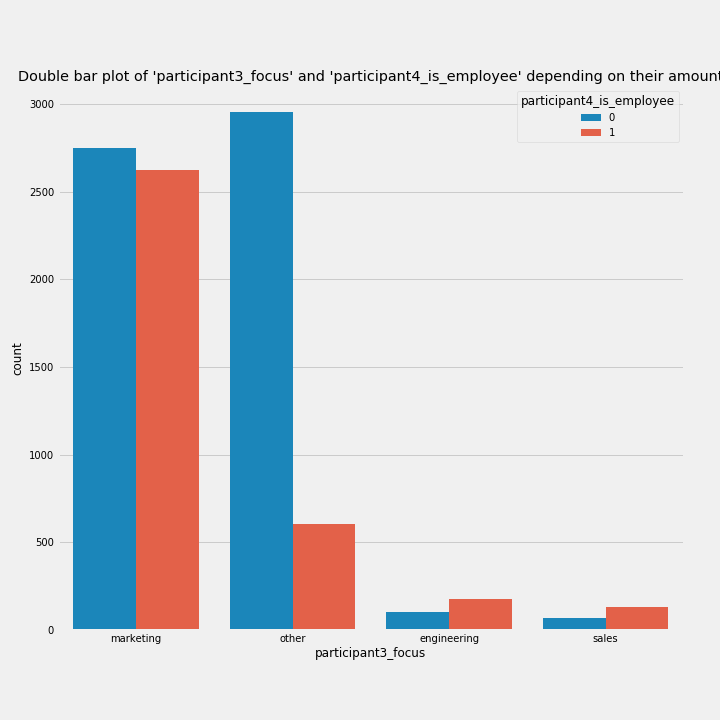 Double bar plot of 'participant3_focus' and 'participant4_is_employee' depending on their amount
participant4_is_employee
0
1
3000
2500
2000
1500
1000
500
0
count
marketing other engineering sales
participant3_focus